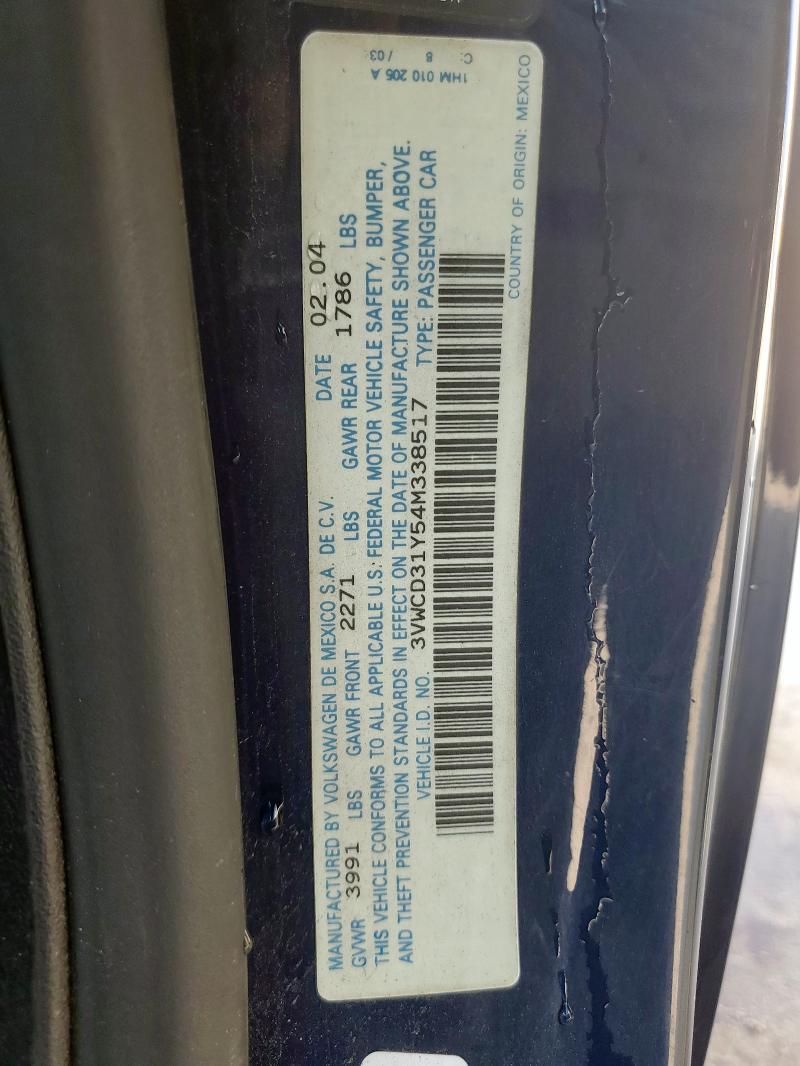 MANUFACTURED BY VOLKSWAGEN DE MEXICO S.A. DE C.V. DATE 02.04
GVWR 3991 LBS GAWR FRONT 2271 LBS GAWR REAR 1786 LBS
THIS VEHICLE CONFORMS TO ALL APPLICABLE U.S: FEDERAL MOTOR VEHICLE SAFETY, BUMPER,
AND THEFT PREVENTION STANDARDS IN EFFECT ON THE DATE OF MANUFACTURE SHOWN ABOVE.
VEHICLE I.D. NO. 3VWCD31Y54M338517 TYPE: PASSENGER CAR
COUNTRY OF ORIGIN: MEXICO
1HM 010 205 A
C. 8 /03